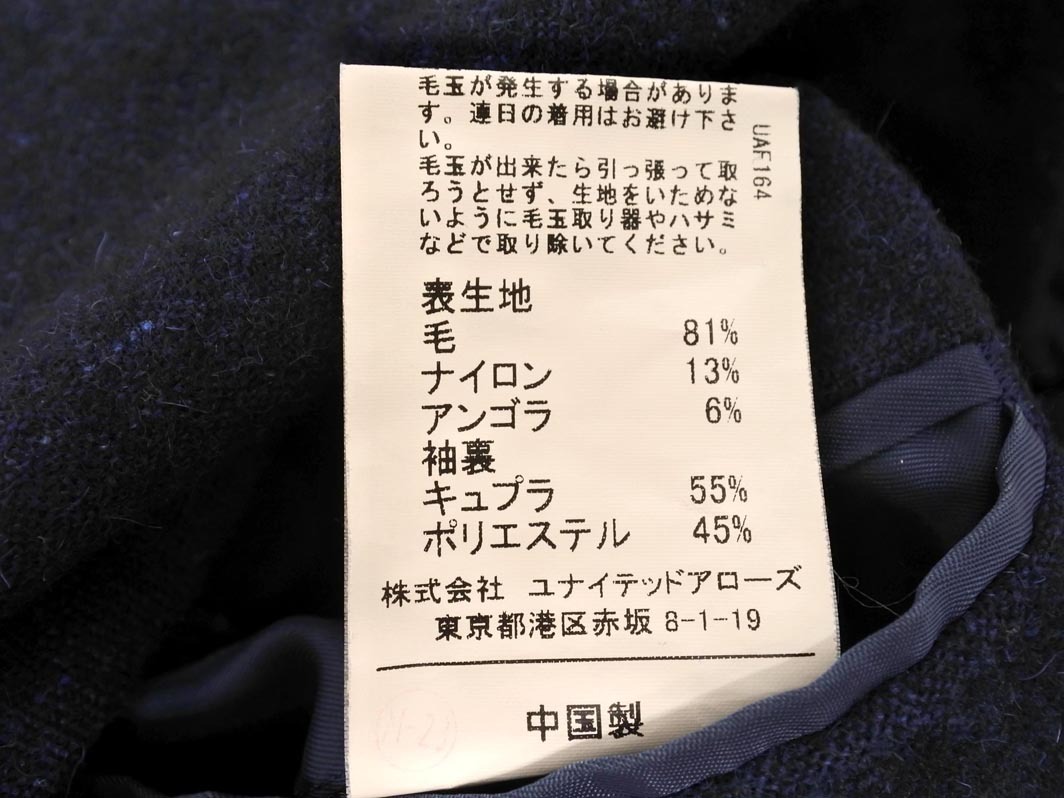 毛玉が発生する場合がありま
す。連日の着用はお避け下さ
い。
毛玉が出来たら引っ張って取
ろうとせず、生地をいためな
いように毛玉取り器やハサミ
などで取り除いてください。
UAF164
表生地
毛 81%
ナイロン 13%
アンゴラ 6%
袖裏
キュプラ 55%
ポリエステル 45%
株式会社 ユナイテッドアローズ
東京都港区赤坂 8-1-19
中国製